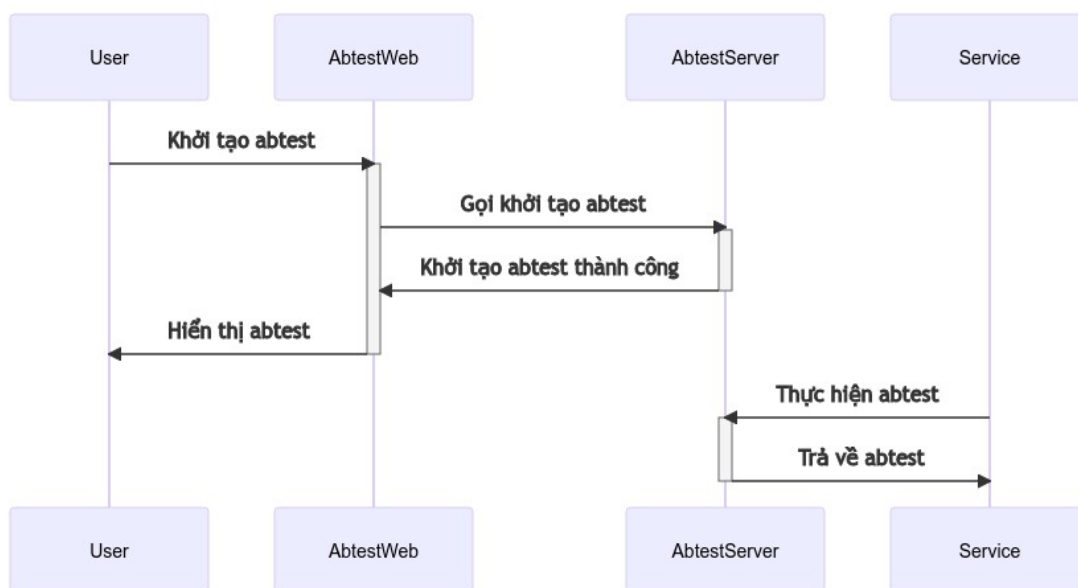 User
AbtestWeb
AbtestServer
Service
Khởi tạo abtest
Gọi khởi tạo abtest
Khởi tạo abtest thành công
Hiển thị abtest
Thực hiện abtest
Trả về abtest
User
AbtestWeb
AbtestServer
Service